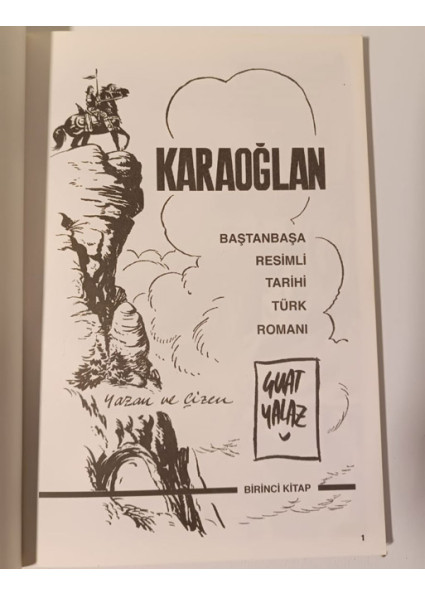 KARAOĞLAN
BAŞTANBAŞA
RESİMLİ
TARİHİ
TÜRK
ROMANI
Yazan ve Çizen
SUAT
YALAZ
BİRİNCİ KİTAP
1